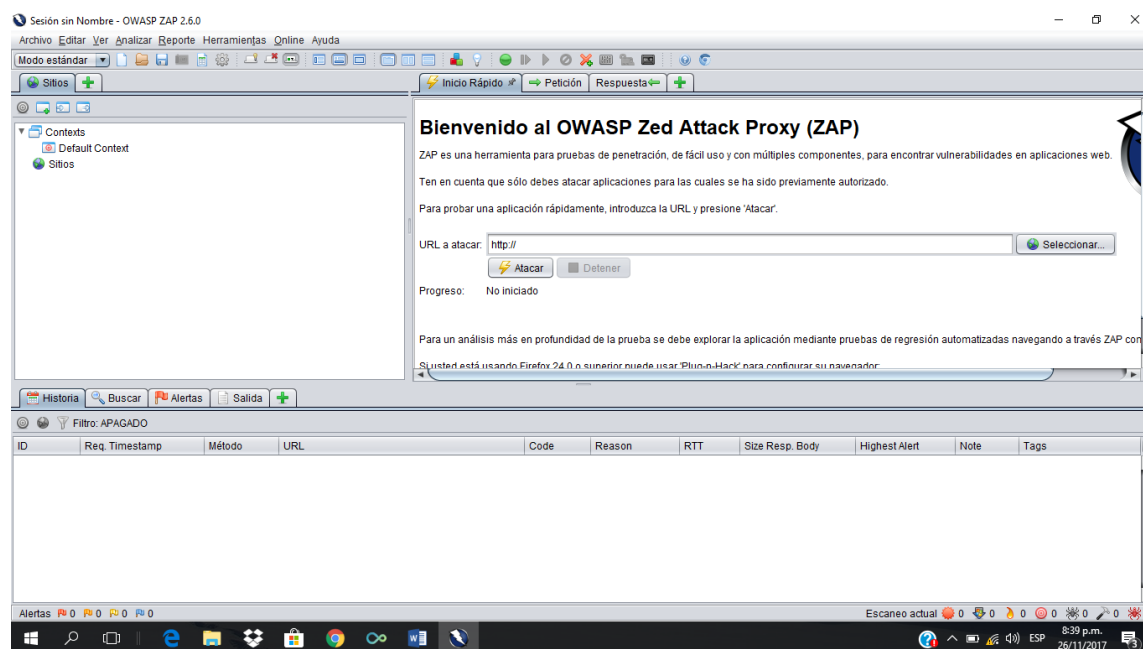 Sesión sin Nombre - OWASP ZAP 2.6.0
Archivo Editar Ver Analizar Reporte Herramientas Online Ayuda
Modo estándar
Sitios
Inicio Rápido
Petición
Respuesta
Contexts
Default Context
Sitios
Bienvenido al OWASP Zed Attack Proxy (ZAP)
ZAP es una herramienta para pruebas de penetración, de fácil uso y con múltiples componentes, para encontrar vulnerabilidades en aplicaciones web.
Ten en cuenta que sólo debes atacar aplicaciones para las cuales se ha sido previamente autorizado.
Para probar una aplicación rápidamente, introduzca la URL y presione 'Atacar'.
URL a atacar: http:// Seleccionar...
Atacar Detener
Progreso: No iniciado
Para un análisis más en profundidad de la prueba se debe explorar la aplicación mediante pruebas de regresión automatizadas navegando a través ZAP con
Si usted está usando Firefox 24.0 o superior puede usar 'Plug-n-Hack' para configurar su navegador:
Historia Buscar Alertas Salida
Filtro: APAGADO
ID Req. Timestamp Método URL Code Reason RTT Size Resp. Body Highest Alert Note Tags
Alertas 0 0 0 0 Escaneo actual 0 0 0 0 0 0
ESP 8:39 p.m.
26/11/2017